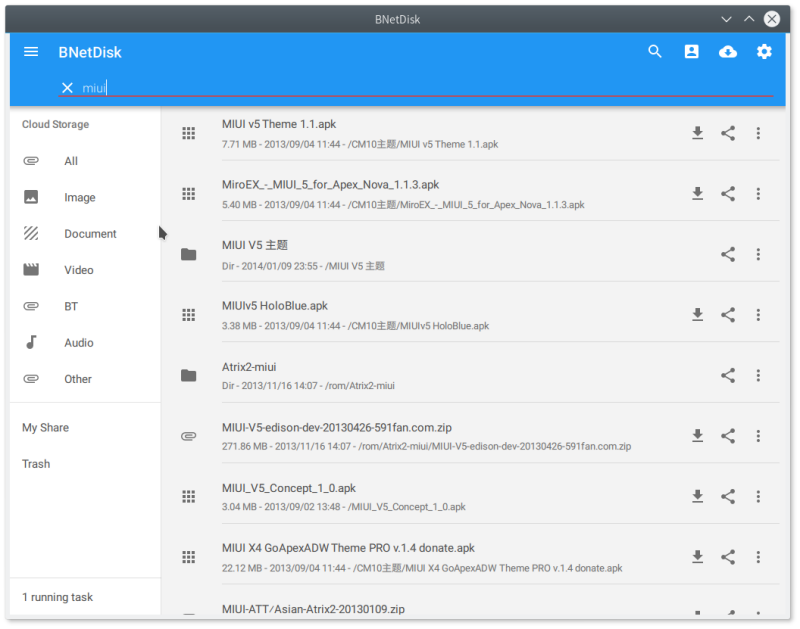 BNetDisk
BNetDisk
miui
Cloud Storage
All
Image
Document
Video
BT
Audio
Other
My Share
Trash
1 running task
MIUI v5 Theme 1.1.apk
7.71 MB - 2013/09/04 11:44 - /CM10主题/MIUI v5 Theme 1.1.apk
MiroEX_-_MIUI_5_for_Apex_Nova_1.1.3.apk
5.40 MB - 2013/09/04 11:44 - /CM10主题/MiroEX_-_MIUI_5_for_Apex_Nova_1.1.3.apk
MIUI V5 主题
Dir - 2014/01/09 23:55 - /MIUI V5 主题
MIUIv5 HoloBlue.apk
3.38 MB - 2013/09/04 11:44 - /CM10主题/MIUIv5 HoloBlue.apk
Atrix2-miui
Dir - 2013/11/16 14:07 - /rom/Atrix2-miui
MIUI-V5-edison-dev-20130426-591fan.com.zip
271.86 MB - 2013/11/16 14:07 - /rom/Atrix2-miui/MIUI-V5-edison-dev-20130426-591fan.com.zip
MIUI_V5_Concept_1_0.apk
3.04 MB - 2013/09/02 13:48 - /MIUI_V5_Concept_1_0.apk
MIUI X4 GoApexADW Theme PRO v.1.4 donate.apk
22.12 MB - 2013/09/04 11:44 - /CM10主题/MIUI X4 GoApexADW Theme PRO v.1.4 donate.apk
MIUI-ATT/Asian-Atrix2-20130109.zip